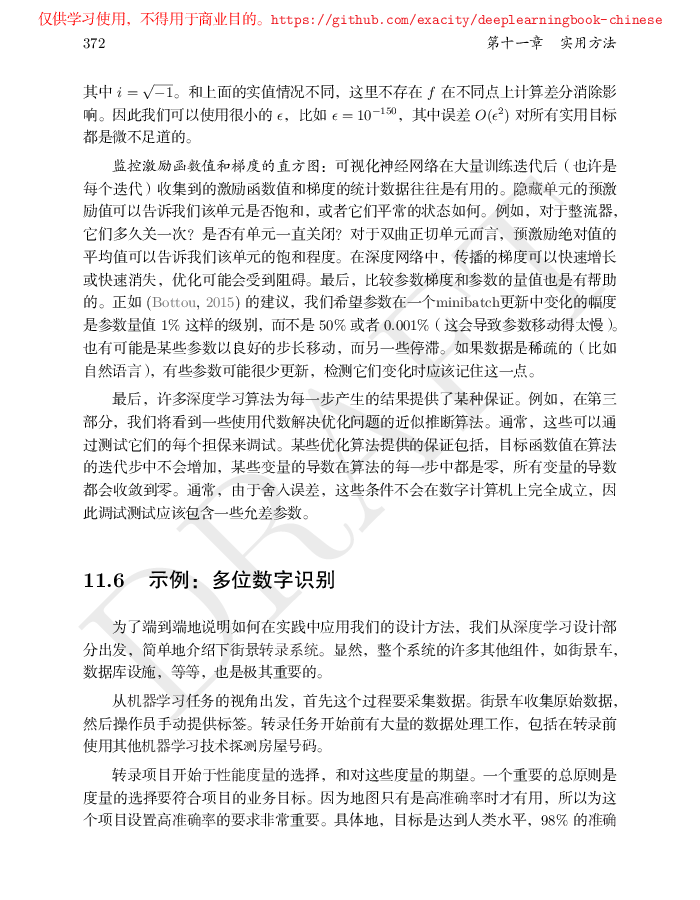 仅供学习使用，不得用于商业目的。https://github.com/exacity/deeplearningbook-chinese
372 第十一章 实用方法
其中 i = √−1。和上面的实值情况不同，这里不存在 f 在不同点上计算差分消除影
响。因此我们可以使用很小的 ϵ，比如 ϵ = 10⁻¹⁵⁰，其中误差 O(ϵ²) 对所有实用目标
都是微不足道的。
监控激励函数值和梯度的直方图：可视化神经网络在大量训练迭代后（也许是
每个迭代）收集到的激励函数值和梯度的统计数据往往是有用的。隐藏单元的预激
励值可以告诉我们该单元是否饱和，或者它们平常的状态如何。例如，对于整流器，
它们多久关一次？是否有单元一直关闭？对于双曲正切单元而言，预激励绝对值的
平均值可以告诉我们该单元的饱和程度。在深度网络中，传播的梯度可以快速增长
或快速消失，优化可能会受到阻碍。最后，比较参数梯度和参数的量值也是有帮助
的。正如 (Bottou, 2015) 的建议，我们希望参数在一个minibatch更新中变化的幅度
是参数量值 1% 这样的级别，而不是 50% 或者 0.001%（这会导致参数移动得太慢）。
也有可能是某些参数以良好的步长移动，而另一些停滞。如果数据是稀疏的（比如
自然语言），有些参数可能很少更新，检测它们变化时应该记住这一点。
最后，许多深度学习算法为每一步产生的结果提供了某种保证。例如，在第三
部分，我们将看到一些使用代数解决优化问题的近似推断算法。通常，这些可以通
过测试它们的每个担保来调试。某些优化算法提供的保证包括，目标函数值在算法
的迭代步中不会增加，某些变量的导数在算法的每一步中都是零，所有变量的导数
都会收敛到零。通常，由于舍入误差，这些条件不会在数字计算机上完全成立，因
此调试测试应该包含一些允差参数。
11.6 示例：多位数字识别
为了端到端地说明如何在实践中应用我们的设计方法，我们从深度学习设计部
分出发，简单地介绍下街景转录系统。显然，整个系统的许多其他组件，如街景车，
数据库设施，等等，也是极其重要的。
从机器学习任务的视角出发，首先这个过程要采集数据。街景车收集原始数据，
然后操作员手动提供标签。转录任务开始前有大量的数据处理工作，包括在转录前
使用其他机器学习技术探测房屋号码。
转录项目开始于性能度量的选择，和对这些度量的期望。一个重要的总原则是
度量的选择要符合项目的业务目标。因为地图只有是高准确率时才有用，所以为这
个项目设置高准确率的要求非常重要。具体地，目标是达到人类水平，98% 的准确
DRAFT